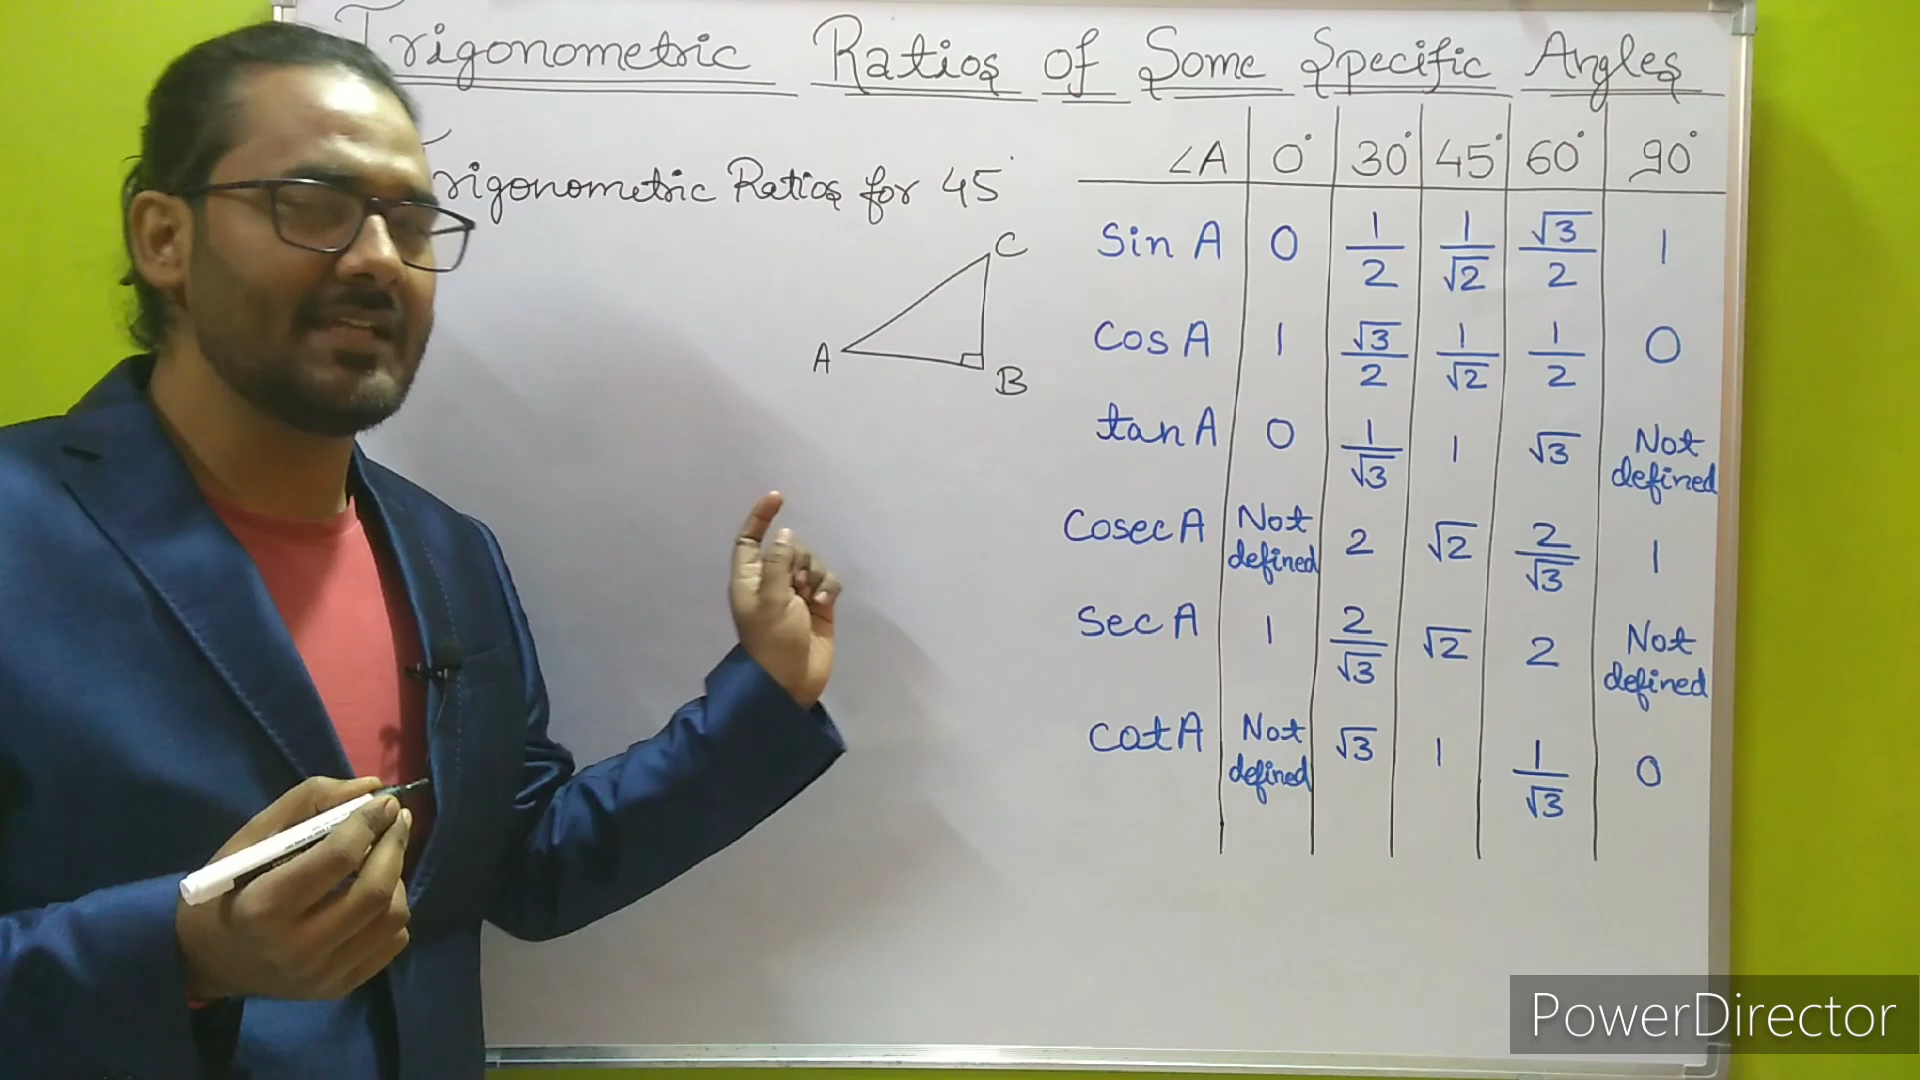 Trigonometric Ratios of Some Specific Angles
Trigonometric Ratios for 45°
C
A
B
∠A 0° 30° 45° 60° 90°
Sin A 0 1/2 1/√2 √3/2 1
Cos A 1 √3/2 1/√2 1/2 0
tan A 0 1/√3 1 √3 Not defined
Cosec A Not defined 2 √2 2/√3 1
Sec A 1 2/√3 √2 2 Not defined
Cot A Not defined √3 1 1/√3 0
PowerDirector